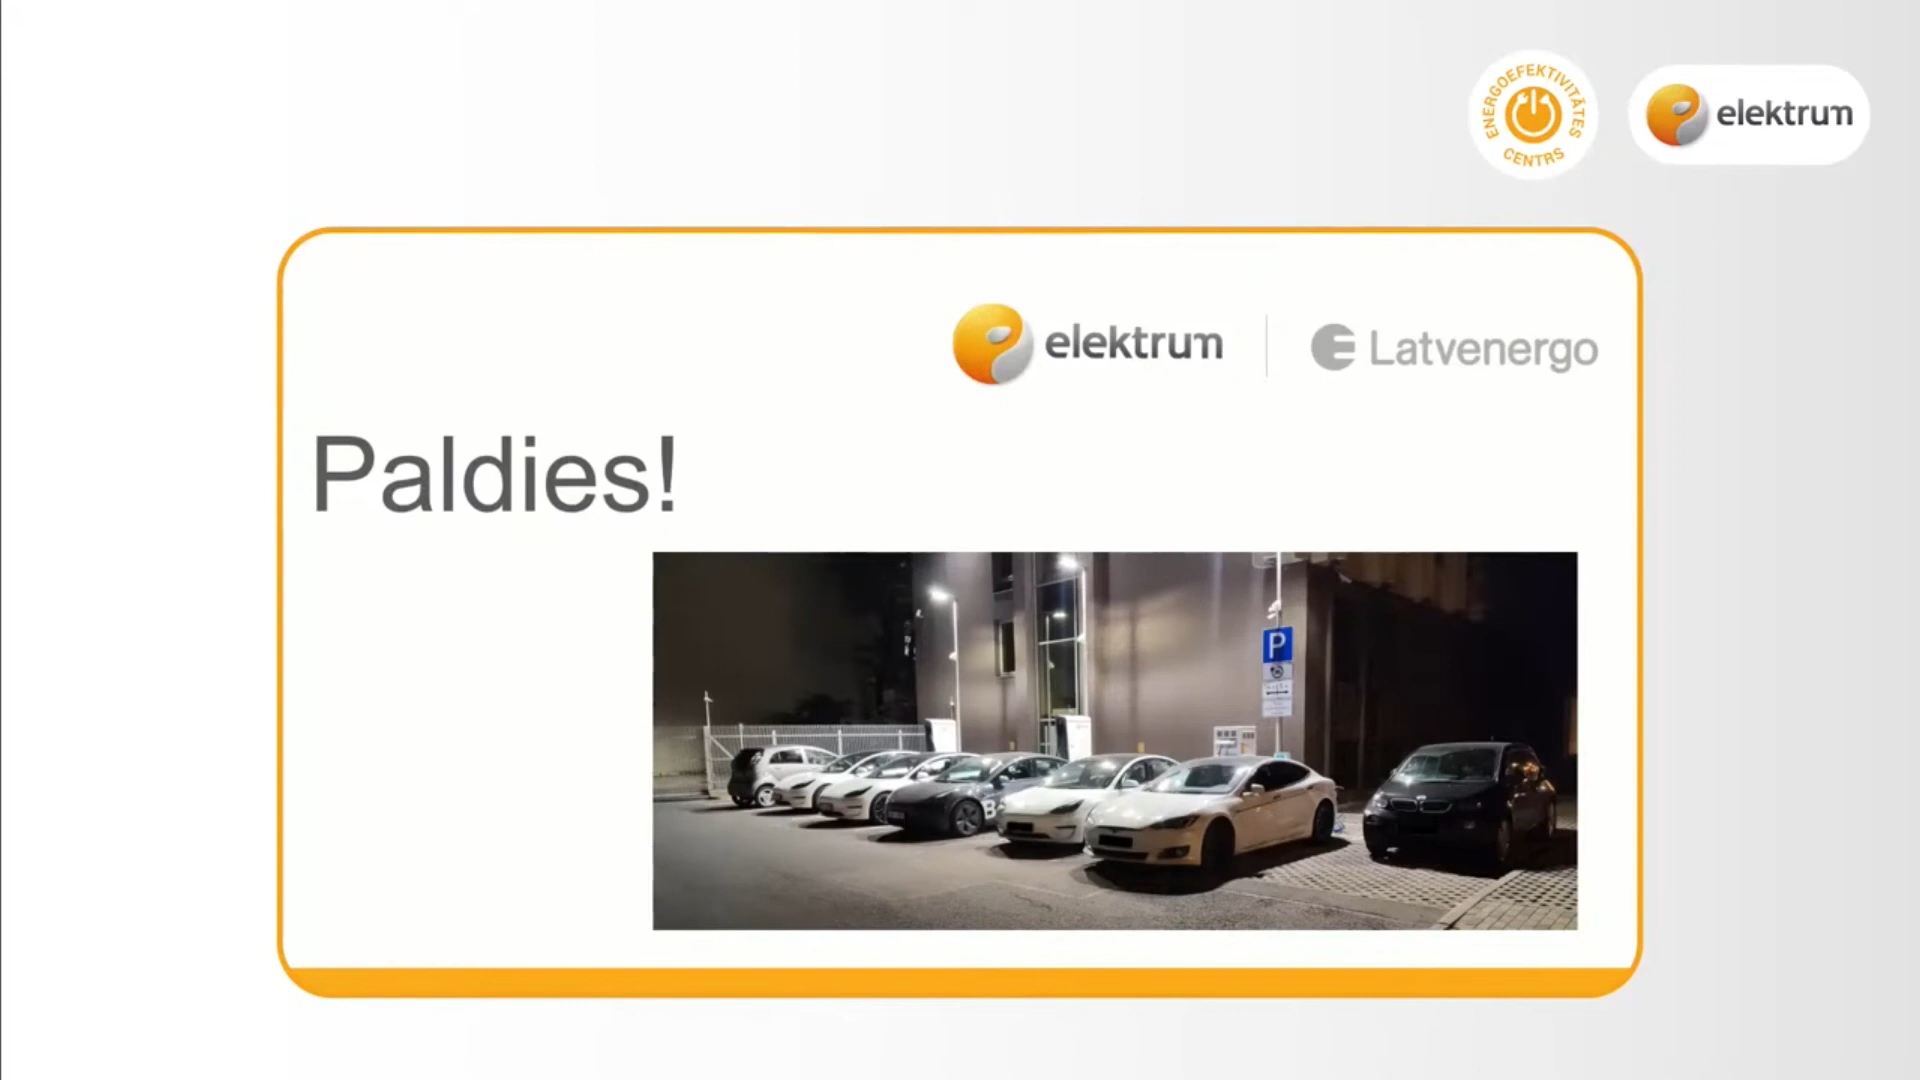 ENERGOEFEKTIVITĀTES
CENTRS
elektrum
elektrum
Latvenergo
Paldies!
P